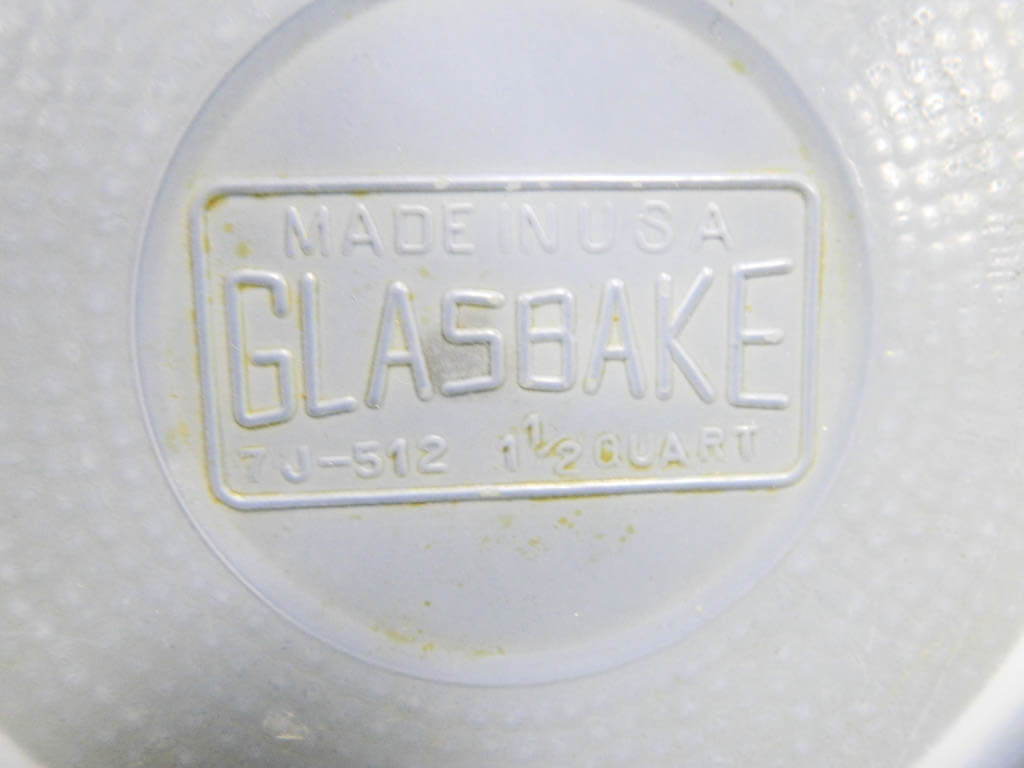 MADE IN USA
GLASBAKE
7J-512 1 1/2 QUART